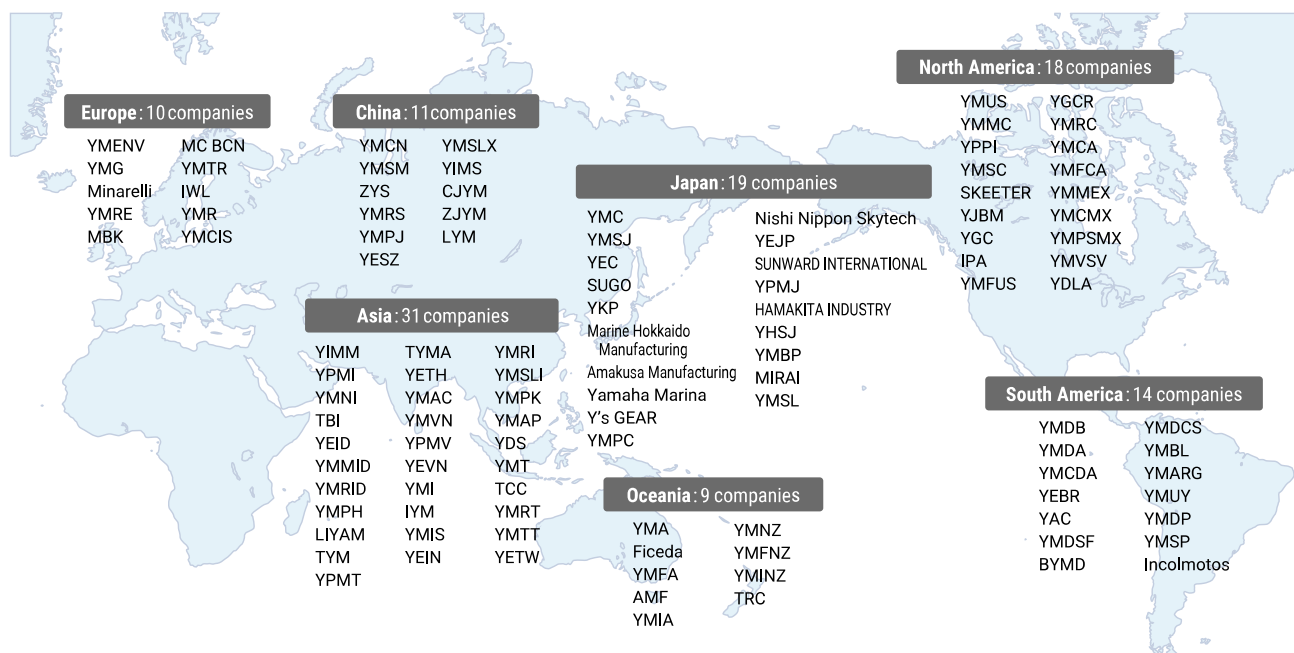 Europe: 10 companies
YMENV
YMG
Minarelli
YMRE
MBK
MC BCN
YMTR
IWL
YMR
YMCIS
China: 11companies
YMCN
YMSM
ZYS
YMRS
YMPJ
YESZ
YMSLX
YIMS
CJYM
ZJYM
LYM
Japan: 19 companies
YMC
YMSJ
YEC
SUGO
YKP
Marine Hokkaido
Manufacturing
Amakusa Manufacturing
Yamaha Marina
Y's GEAR
YMPC
Nishi Nippon Skytech
YEJP
SUNWARD INTERNATIONAL
YPMJ
HAMAKITA INDUSTRY
YHSJ
YMBP
MIRAI
YMSL
North America: 18companies
YMUS
YMMC
YPPI
YMSC
SKEETER
YJBM
YGC
IPA
YMFUS
YGCR
YMRC
YMCA
YMFCA
YMMEX
YMCMX
YMPSMX
YMVSV
YDLA
Asia: 31 companies
YIMM
YPMI
YMNI
TBI
YEID
YMMID
YMRID
YMPH
LIYAM
TYM
YPMT
TYMA
YETH
YMAC
YMVN
YPMV
YEVN
YMI
IYM
YMIS
YEIN
YMRI
YMSLI
YMPK
YMAP
YDS
YMT
TCC
YMRT
YMTT
YETW
Oceania: 9 companies
YMA
Ficeda
YMFA
AMF
YMIA
YMNZ
YMFNZ
YMINZ
TRC
South America: 14 companies
YMDB
YMDA
YMCDA
YEBR
YAC
YMDSF
BYMD
YMDCS
YMBL
YMARG
YMUY
YMDP
YMSP
Incolmotos